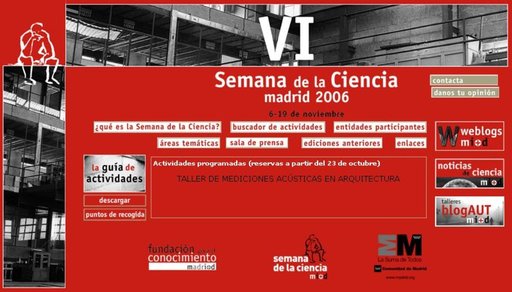 VI
Semana de la Ciencia
madrid 2006
6-19 de noviembre
contacta
danos tu opinión
¿qué es la Semana de la Ciencia?
buscador de actividades
entidades participantes
áreas temáticas
sala de prensa
ediciones anteriores
enlaces
weblogs
mi+d
la guía de
actividades
descargar
puntos de recogida
Actividades programadas (reservas a partir del 23 de octubre)
TALLER DE MEDICIONES ACÚSTICAS EN ARQUITECTURA
noticias
de ciencia
mi+d
talleres
blogAUT
mi+d
fundación para el
conocimiento
madri+d
semana
de la ciencia
mi+d
M
La Suma de Todos
Comunidad de Madrid
www.madrid.org